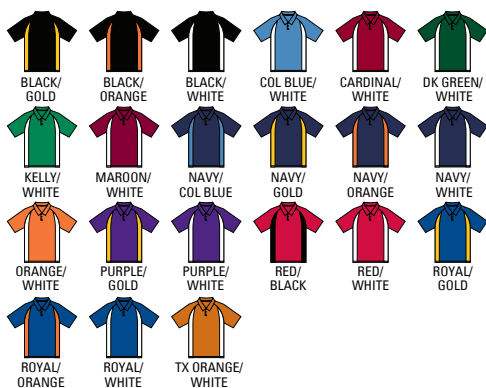 BLACK/
GOLD
BLACK/
ORANGE
BLACK/
WHITE
COL BLUE/
WHITE
CARDINAL/
WHITE
DK GREEN/
WHITE
KELLY/
WHITE
MAROON/
WHITE
NAVY/
COL BLUE
NAVY/
GOLD
NAVY/
ORANGE
NAVY/
WHITE
ORANGE/
WHITE
PURPLE/
GOLD
PURPLE/
WHITE
RED/
BLACK
RED/
WHITE
ROYAL/
GOLD
ROYAL/
ORANGE
ROYAL/
WHITE
TX ORANGE/
WHITE